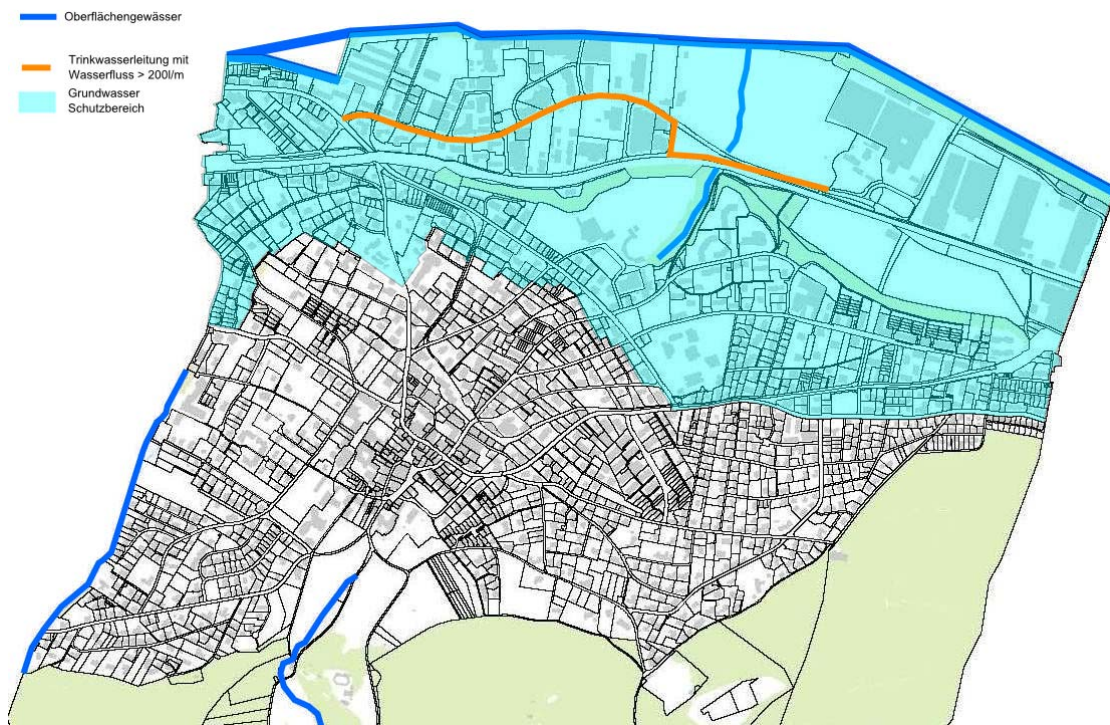 Oberflächengewässer
Trinkwasserleitung mit
Wasserfluss > 200l/m
Grundwasser
Schutzbereich